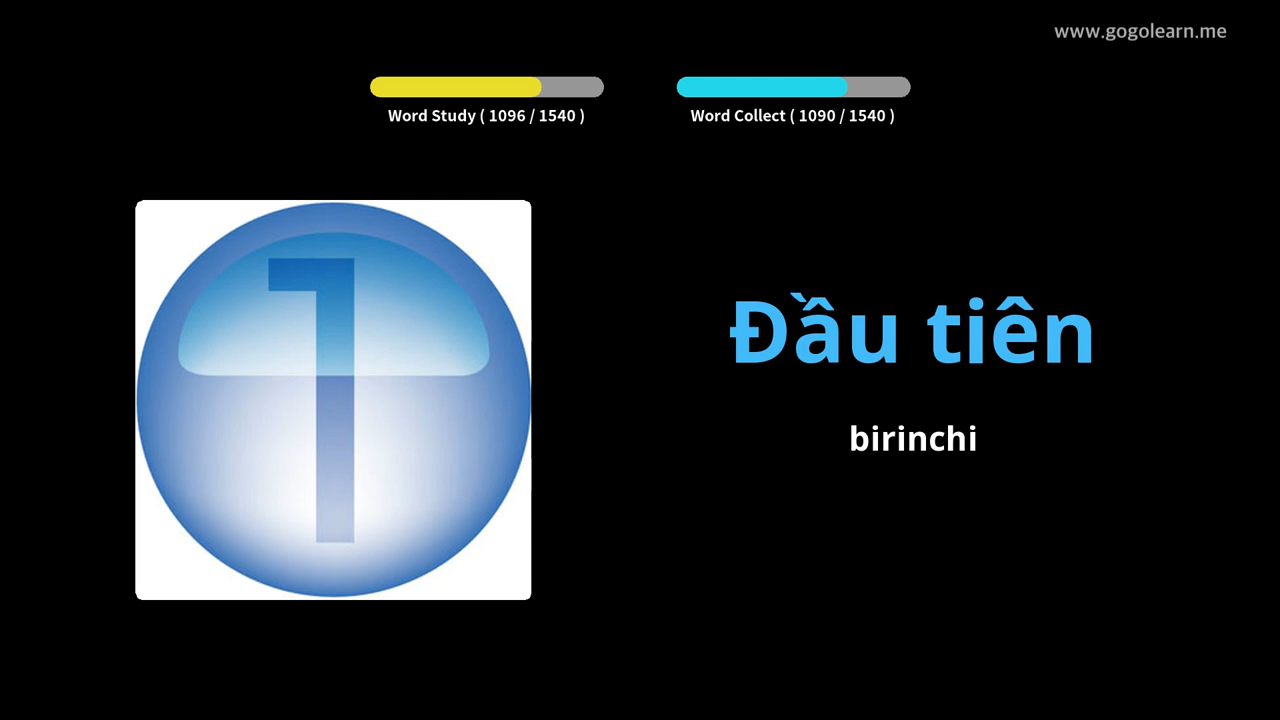 www.gogolearn.me
Word Study ( 1096 / 1540 )
Word Collect ( 1090 / 1540 )
1
Đầu tiên
birinchi